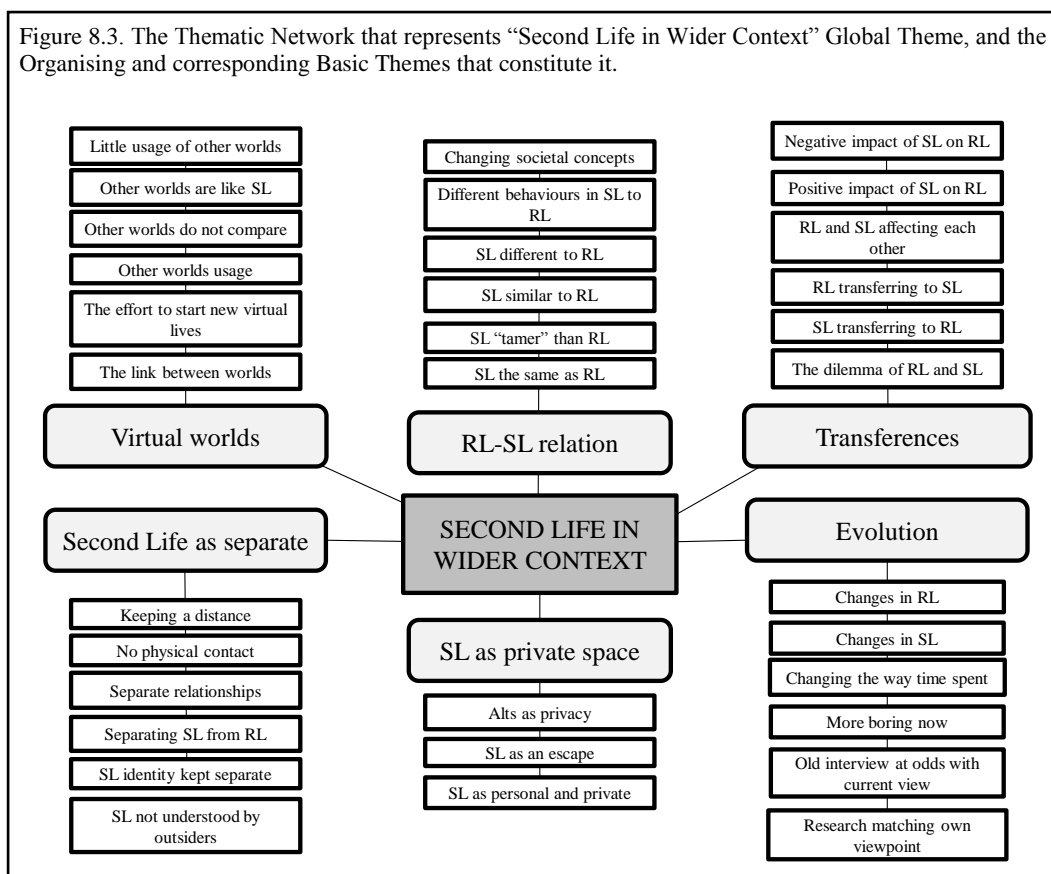 Figure 8.3. The Thematic Network that represents “Second Life in Wider Context” Global Theme, and the
Organising and corresponding Basic Themes that constitute it.
Little usage of other worlds
Other worlds are like SL
Other worlds do not compare
Other worlds usage
The effort to start new virtual
lives
The link between worlds
Virtual worlds
Changing societal concepts
Different behaviours in SL to
RL
SL different to RL
SL similar to RL
SL “tamer” than RL
SL the same as RL
RL-SL relation
Negative impact of SL on RL
Positive impact of SL on RL
RL and SL affecting each
other
RL transferring to SL
SL transferring to RL
The dilemma of RL and SL
Transferences
SECOND LIFE IN
WIDER CONTEXT
Second Life as separate
Keeping a distance
No physical contact
Separate relationships
Separating SL from RL
SL identity kept separate
SL not understood by
outsiders
SL as private space
Alts as privacy
SL as an escape
SL as personal and private
Evolution
Changes in RL
Changes in SL
Changing the way time spent
More boring now
Old interview at odds with
current view
Research matching own
viewpoint